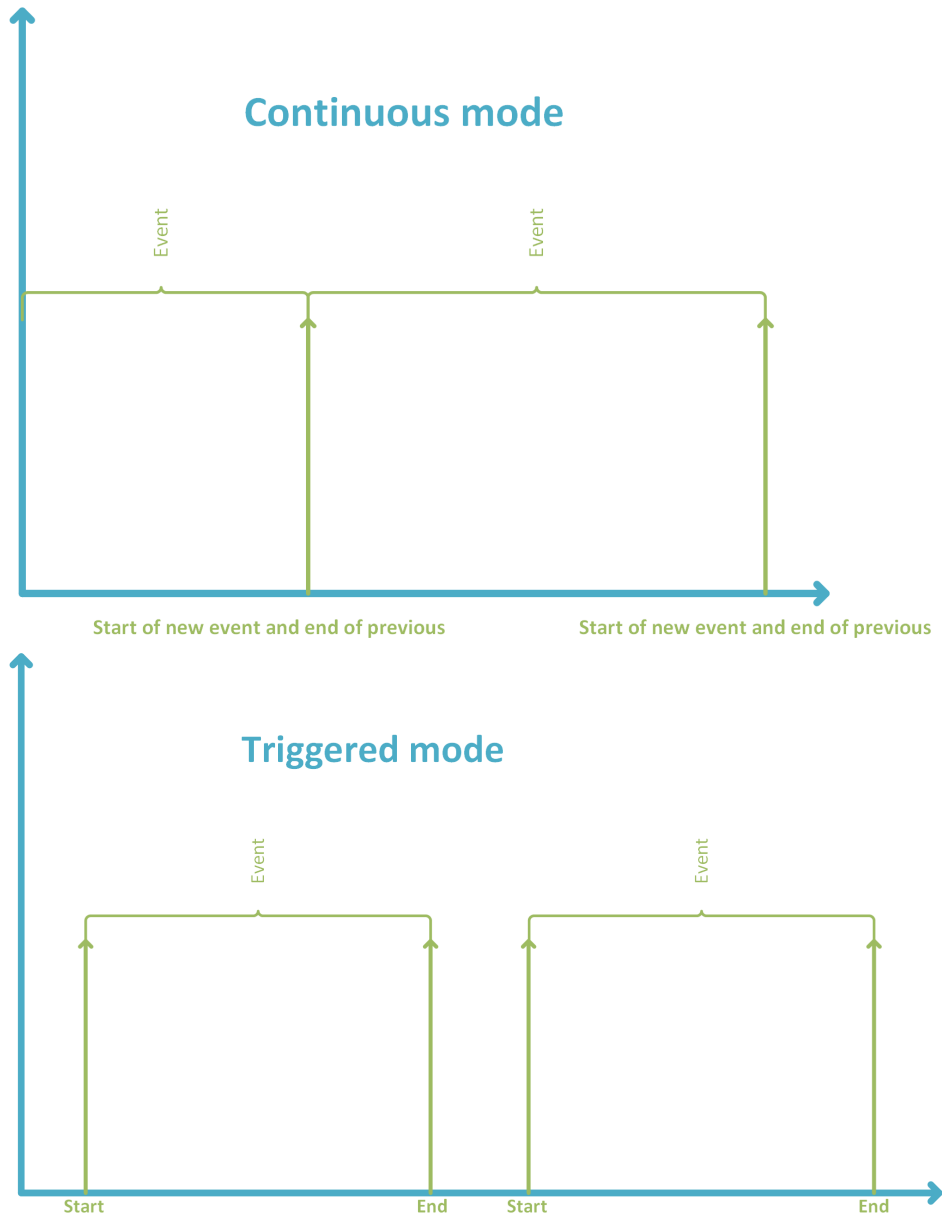 Continuous mode
Event
Event
Start of new event and end of previous
Start of new event and end of previous
Triggered mode
Event
Event
Start
End
Start
End